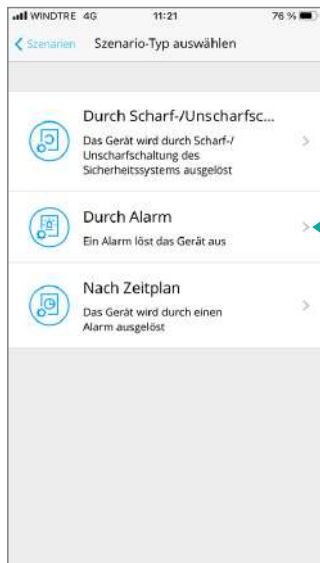 WINDTRE 4G 11:21 76 %
Szenarien Szenario-Typ auswählen
Durch Scharf-/Unscharfsc...
Das Gerät wird durch Scharf-/
Unscharfschaltung des
Sicherheitssystems ausgelöst
Durch Alarm
Ein Alarm löst das Gerät aus
Nach Zeitplan
Das Gerät wird durch einen
Alarm ausgelöst